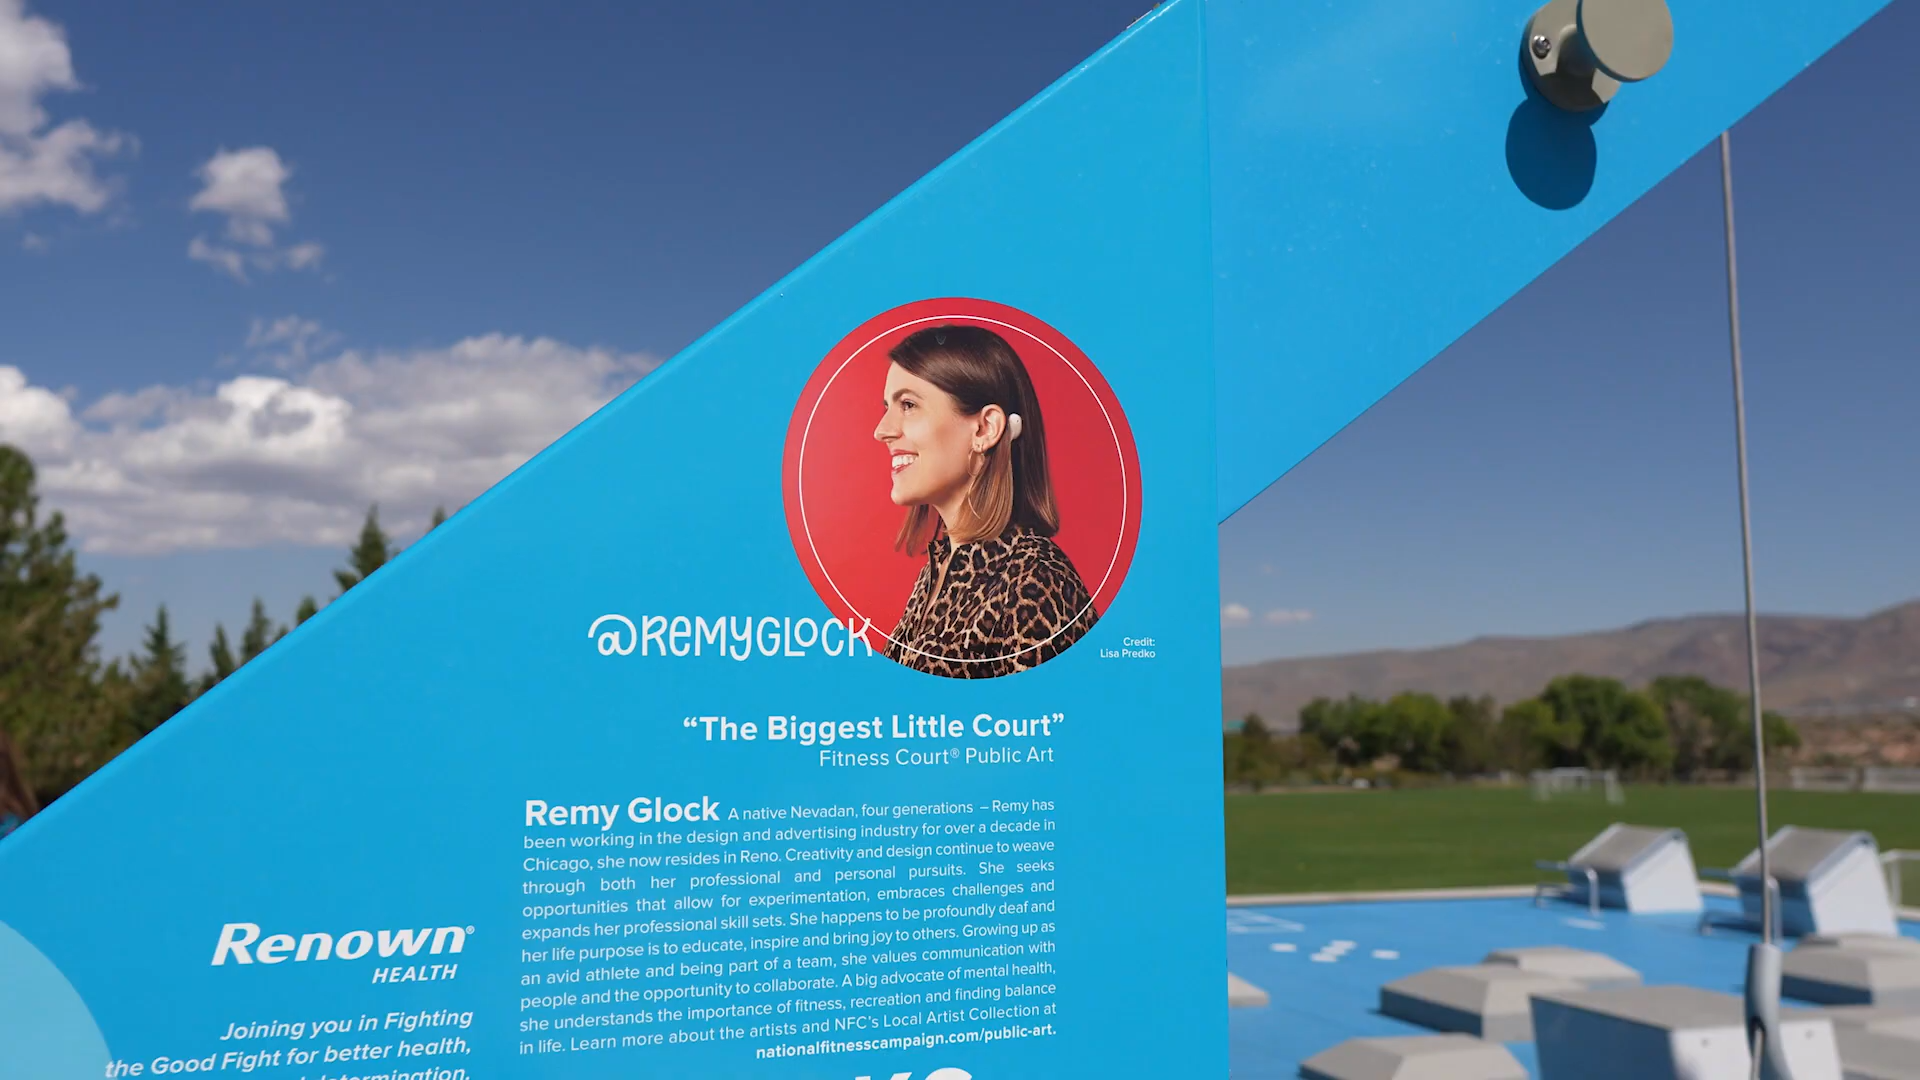 @REMYGLOCK
Credit:
Lisa Predko
“The Biggest Little Court”
Fitness Court® Public Art
Remy Glock A native Nevadan, four generations – Remy has
been working in the design and advertising industry for over a decade in
Chicago, she now resides in Reno. Creativity and design continue to weave
through both her professional and personal pursuits. She seeks
opportunities that allow for experimentation, embraces challenges and
expands her professional skill sets. She happens to be profoundly deaf and
her life purpose is to educate, inspire and bring joy to others. Growing up as
an avid athlete and being part of a team, she values communication with
people and the opportunity to collaborate. A big advocate of mental health,
she understands the importance of fitness, recreation and finding balance
in life. Learn more about the artists and NFC's Local Artist Collection at
nationalfitnesscampaign.com/public-art.
Renown®
HEALTH
Joining you in Fighting
the Good Fight for better health,